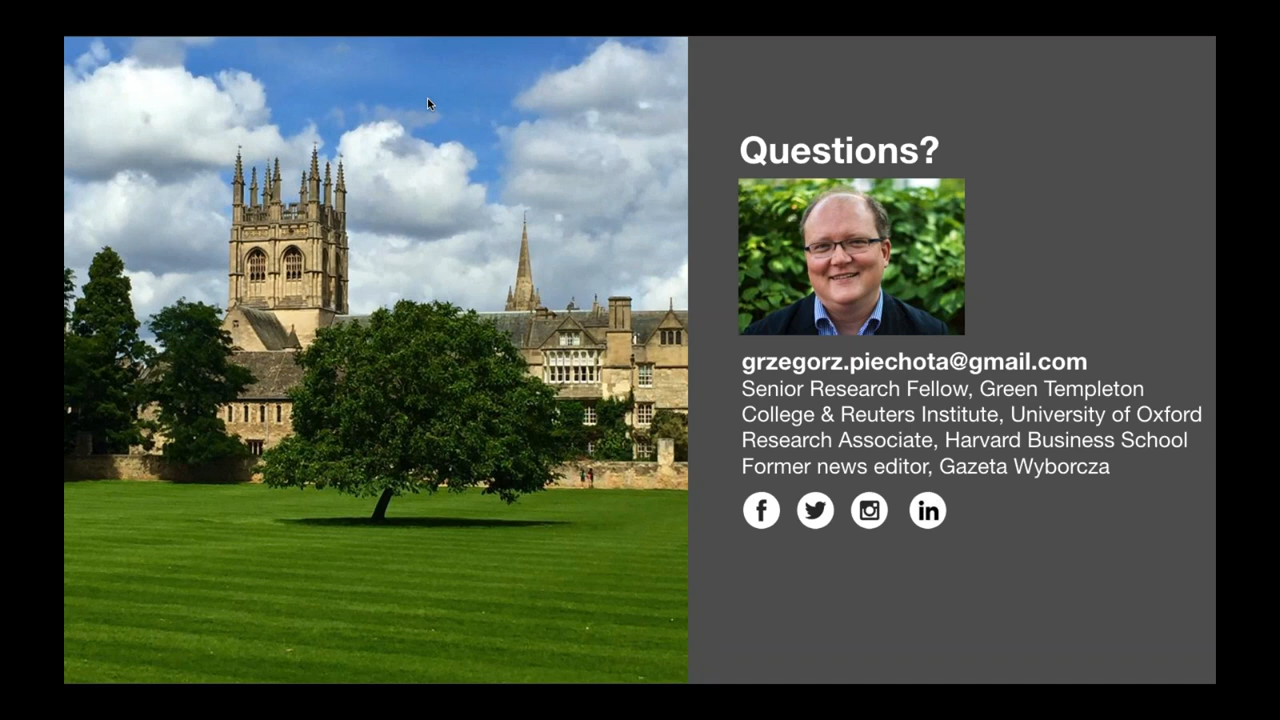 Questions?
grzegorz.piechota@gmail.com
Senior Research Fellow, Green Templeton
College & Reuters Institute, University of Oxford
Research Associate, Harvard Business School
Former news editor, Gazeta Wyborcza